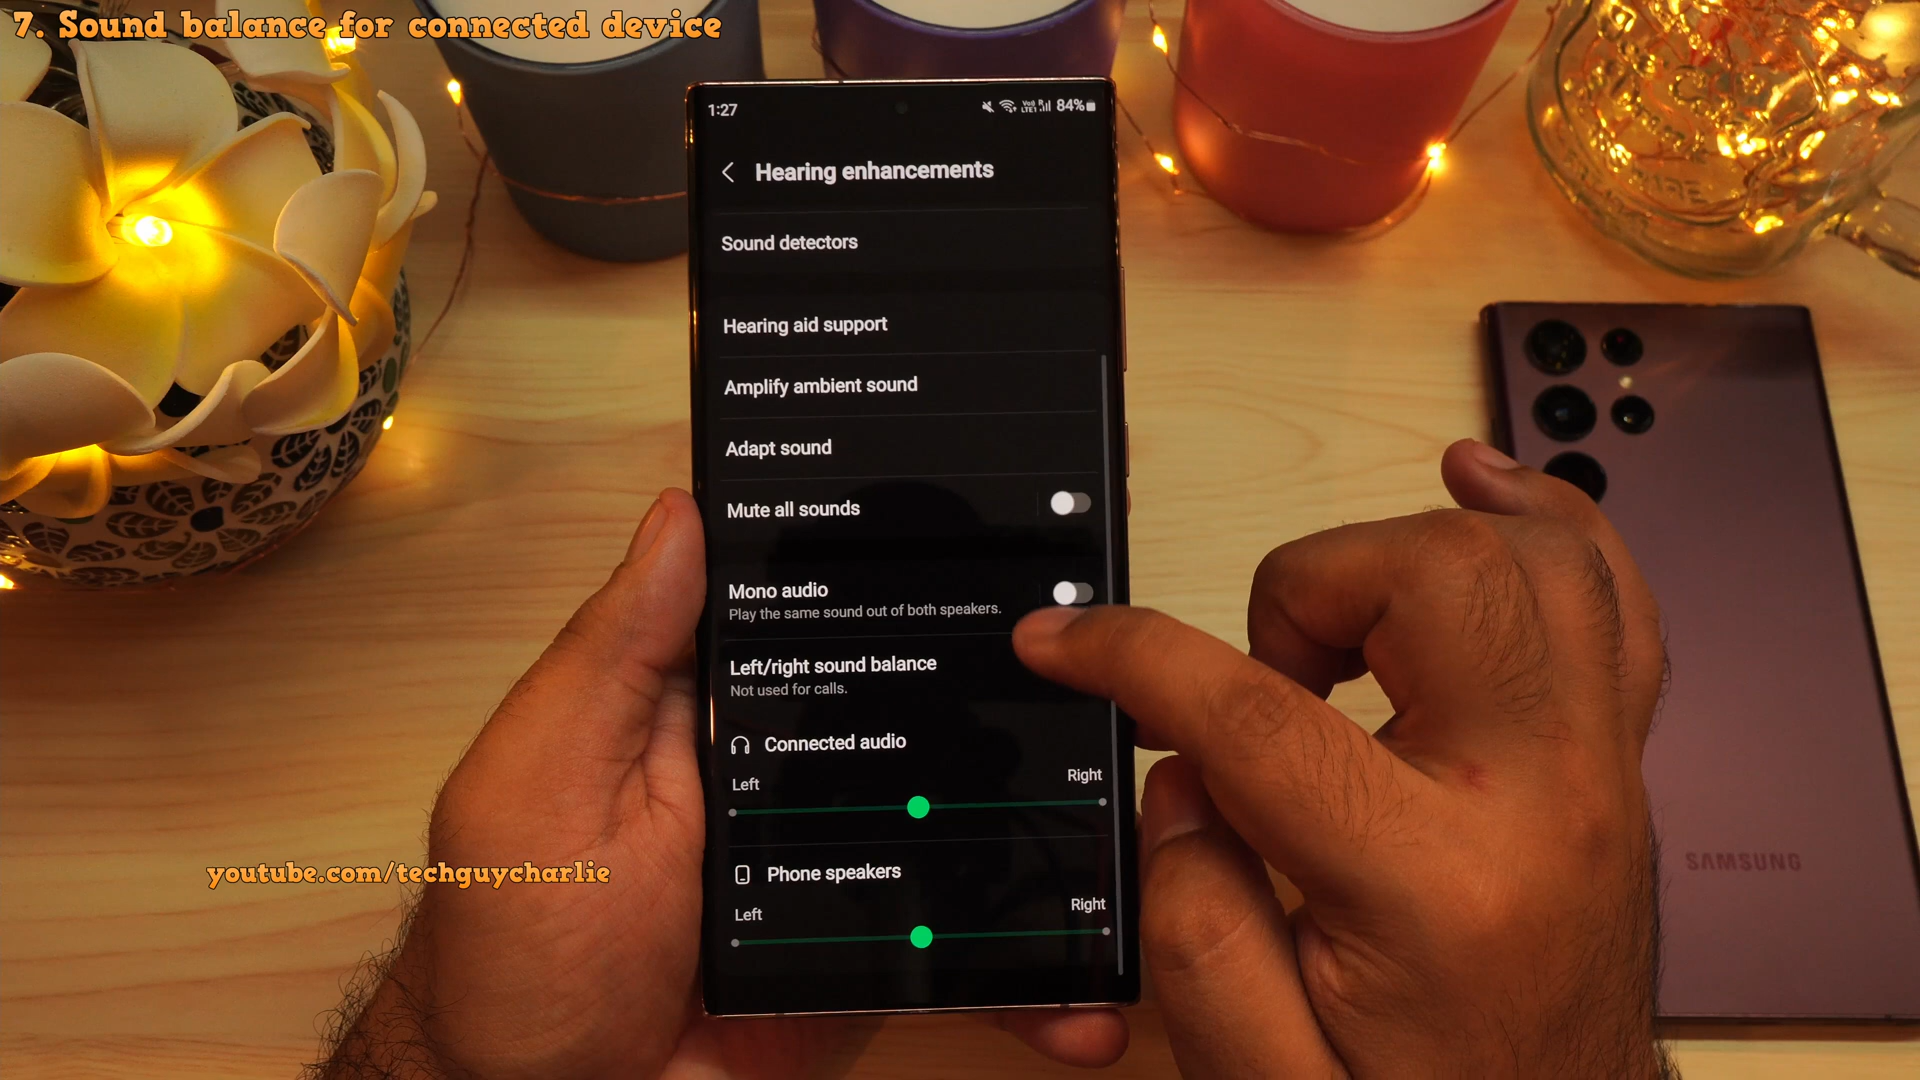 7. Sound balance for connected device
1:27
84%
Hearing enhancements
Sound detectors
Hearing aid support
Amplify ambient sound
Adapt sound
Mute all sounds
Mono audio
Play the same sound out of both speakers.
Left/right sound balance
Not used for calls.
Connected audio
Left Right
Phone speakers
Left Right
youtube.com/techguycharlie
SAMSUNG